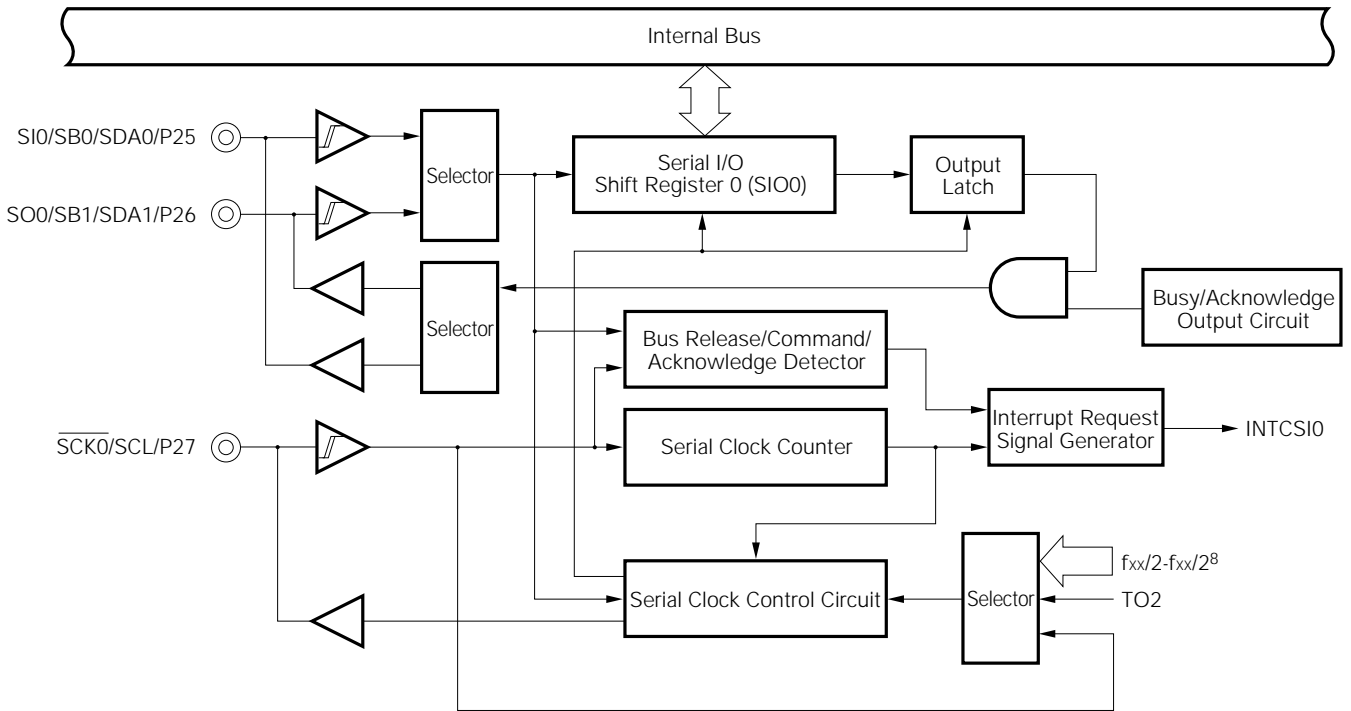 Internal Bus
SI0/SB0/SDA0/P25
Selector
Serial I/O
Shift Register 0 (SIO0)
Output
Latch
SO0/SB1/SDA1/P26
Selector
Busy/Acknowledge
Output Circuit
Bus Release/Command/
Acknowledge Detector
SCK0/SCL/P27
Serial Clock Counter
Interrupt Request
Signal Generator
INTCSI0
Serial Clock Control Circuit
Selector
fxx/2-fxx/2⁸
TO2